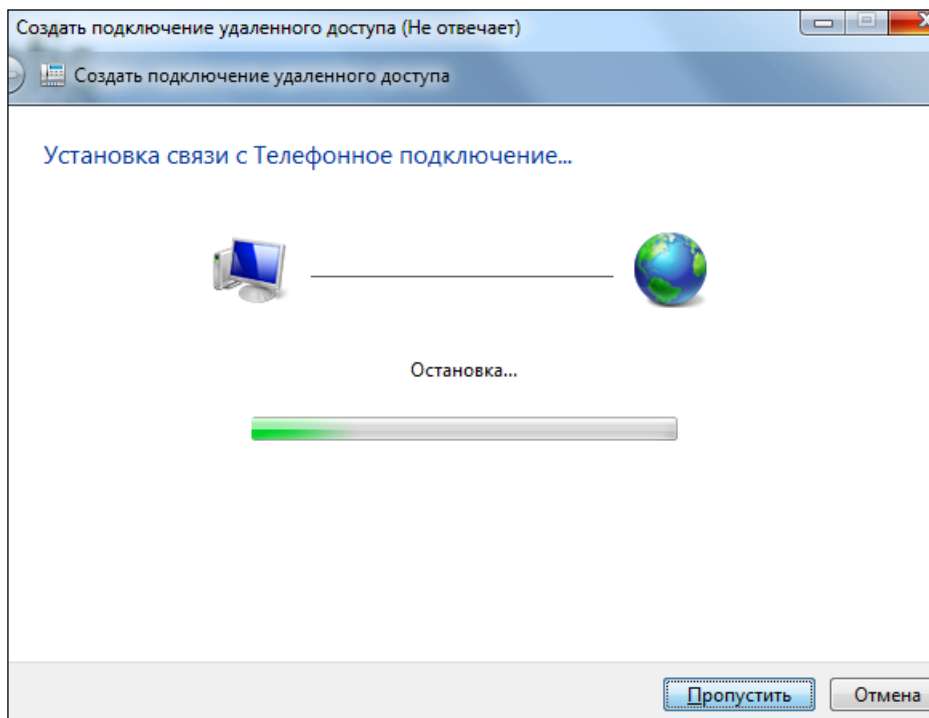 Создать подключение удаленного доступа (Не отвечает)
Создать подключение удаленного доступа
Установка связи с Телефонное подключение...
Остановка...
Пропустить
Отмена